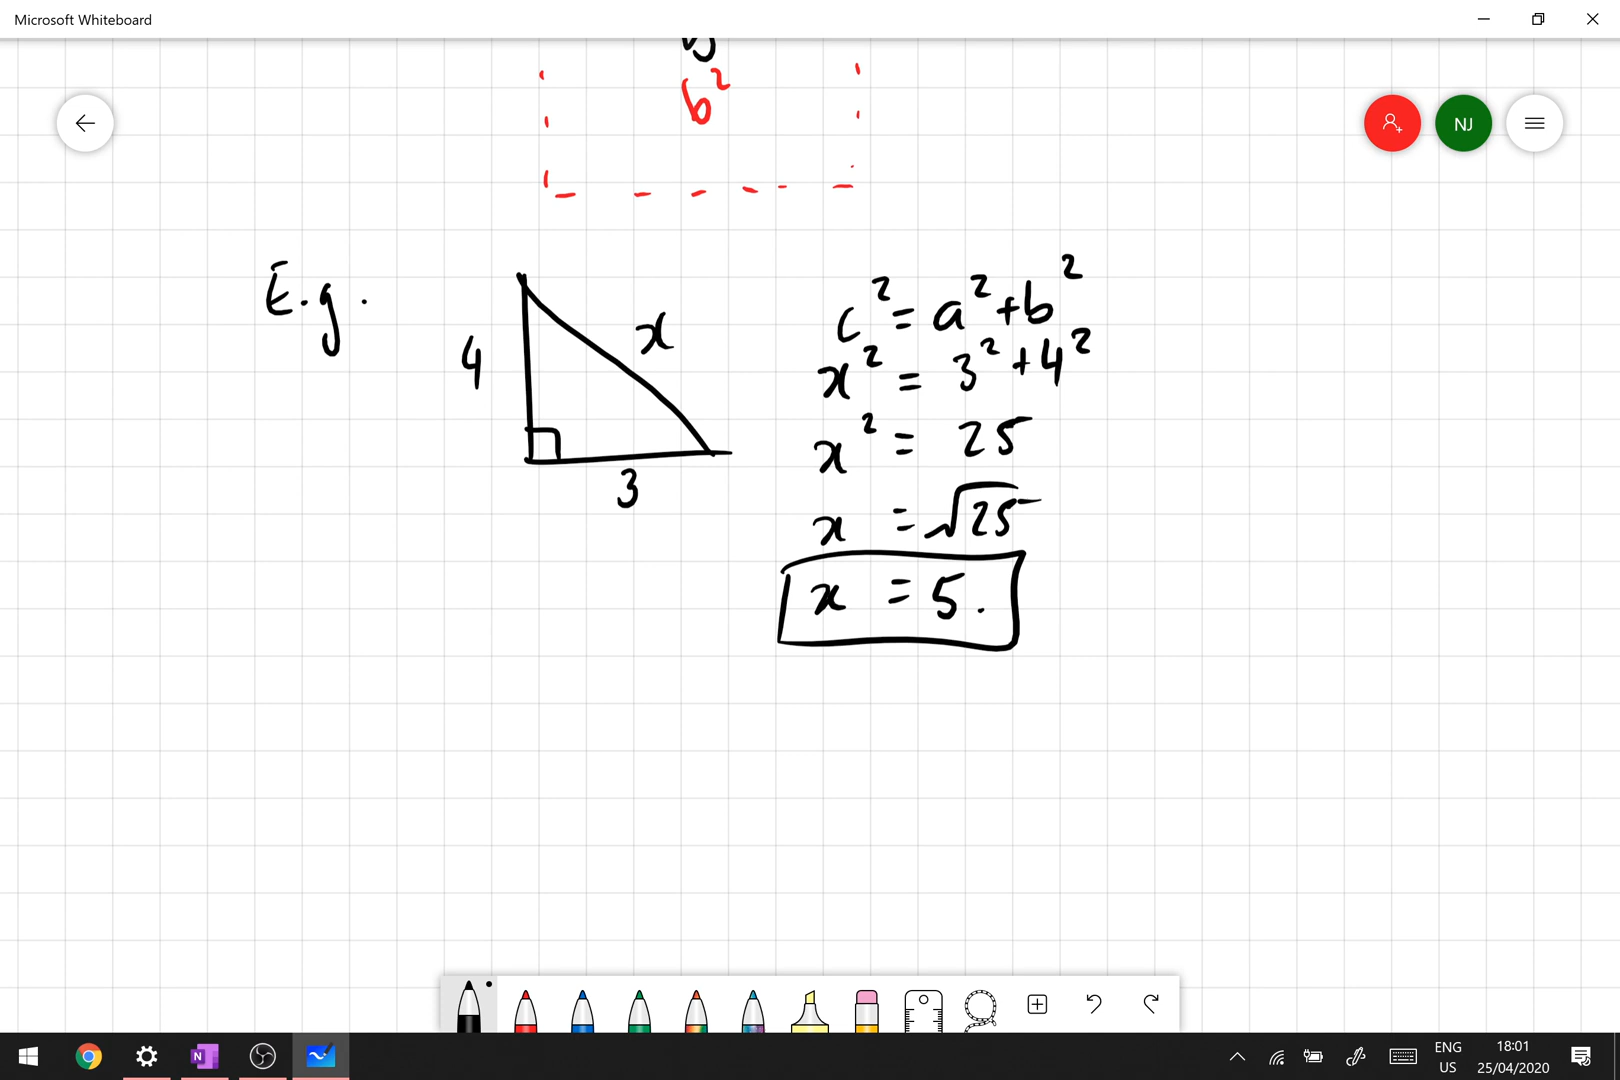 Microsoft Whiteboard
b²
E.g.
4
x
3
c² = a² + b²
x² = 3² + 4²
x² = 25
x = √25
x = 5.
NJ
ENG
US
18:01
25/04/2020